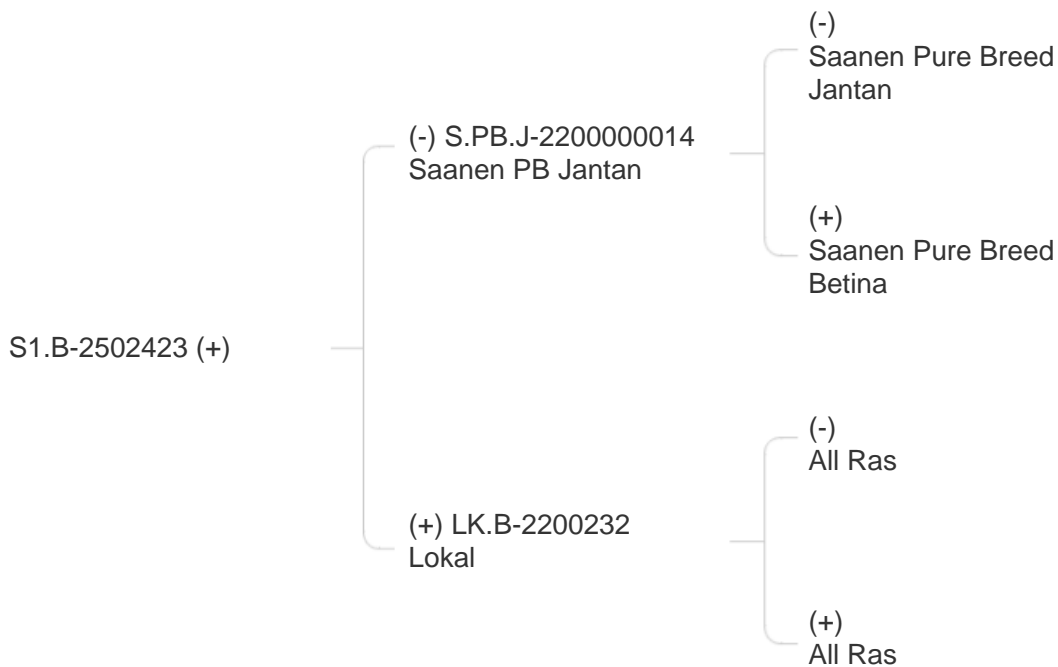 (-)
Saanen Pure Breed
Jantan
(-) S.PB.J-2200000014
Saanen PB Jantan
(+)
Saanen Pure Breed
Betina
S1.B-2502423 (+)
(-)
All Ras
(+) LK.B-2200232
Lokal
(+)
All Ras